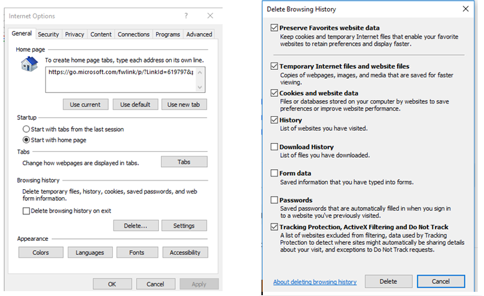 Internet Options
? ×
General Security Privacy Content Connections Programs Advanced
Home page
To create home page tabs, type each address on its own line.
https://go.microsoft.com/fwlink/p/?LinkId=619797&p
Use current Use default Use new tab
Startup
Start with tabs from the last session
Start with home page
Tabs
Change how webpages are displayed in tabs. Tabs
Browsing history
Delete temporary files, history, cookies, saved passwords, and web
form information.
Delete browsing history on exit
Delete... Settings
Appearance
Colors Languages Fonts Accessibility
OK Cancel Apply
Delete Browsing History
×
Preserve Favorites website data
Keep cookies and temporary Internet files that enable your favorite
websites to retain preferences and display faster.
Temporary Internet files and website files
Copies of webpages, images, and media that are saved for faster
viewing.
Cookies and website data
Files or databases stored on your computer by websites to save
preferences or improve website performance.
History
List of websites you have visited.
Download History
List of files you have downloaded.
Form data
Saved information that you have typed into forms.
Passwords
Saved passwords that are automatically filled in when you sign in
to a website you've previously visited.
Tracking Protection, ActiveX Filtering and Do Not Track
A list of websites excluded from filtering, data used by Tracking
Protection to detect where sites might automatically be sharing details
about your visit, and exceptions to Do Not Track requests.
About deleting browsing history Delete Cancel